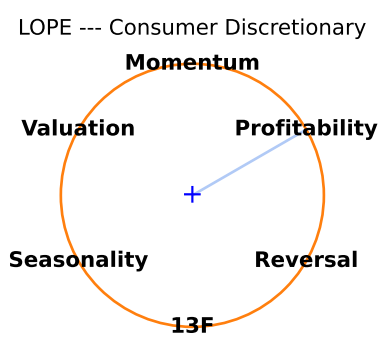 LOPE --- Consumer Discretionary
Momentum
Valuation
Profitability
Seasonality
Reversal
13F